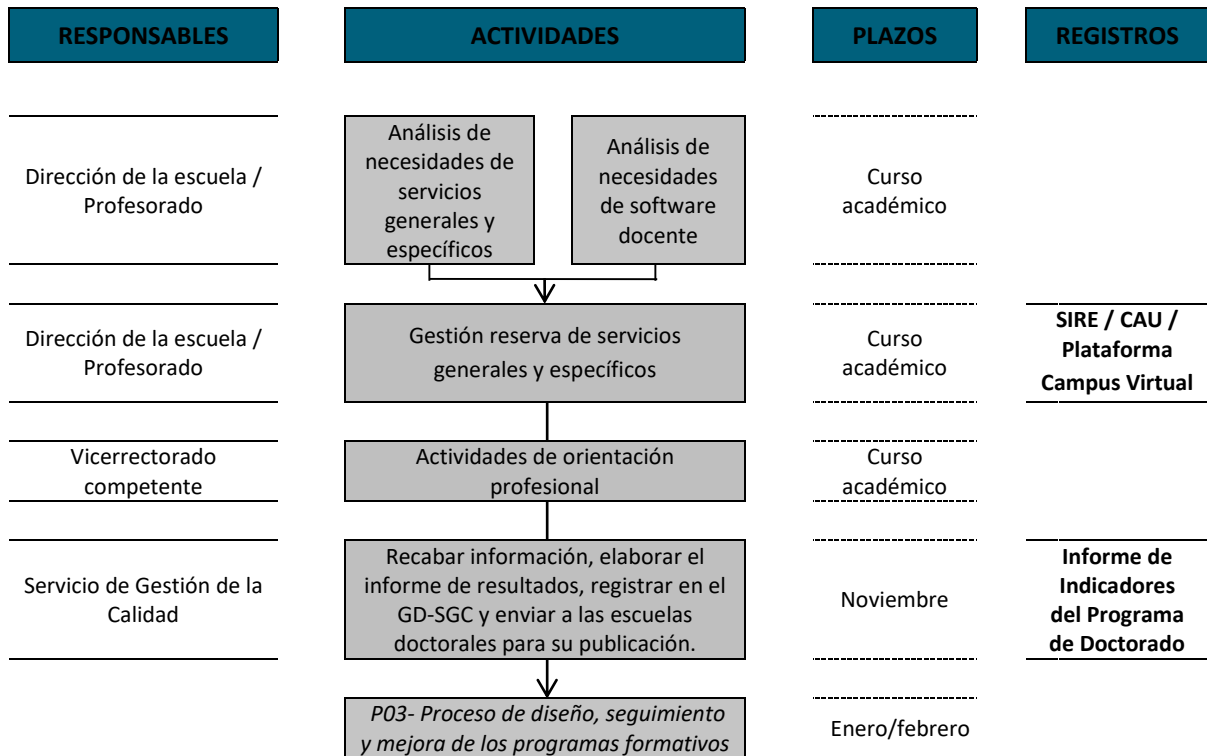 RESPONSABLES
ACTIVIDADES
PLAZOS
REGISTROS
Dirección de la escuela /
Profesorado
Análisis de
necesidades de
servicios
generales y
específicos
Análisis de
necesidades
de software
docente
Curso
académico
Dirección de la escuela /
Profesorado
Gestión reserva de servicios
generales y específicos
Curso
académico
SIRE / CAU /
Plataforma
Campus Virtual
Vicerrectorado
competente
Actividades de orientación
profesional
Curso
académico
Servicio de Gestión de la
Calidad
Recabar información, elaborar el
informe de resultados, registrar en el
GD-SGC y enviar a las escuelas
doctorales para su publicación.
Noviembre
Informe de
Indicadores
del Programa
de Doctorado
P03- Proceso de diseño, seguimiento
y mejora de los programas formativos
Enero/febrero